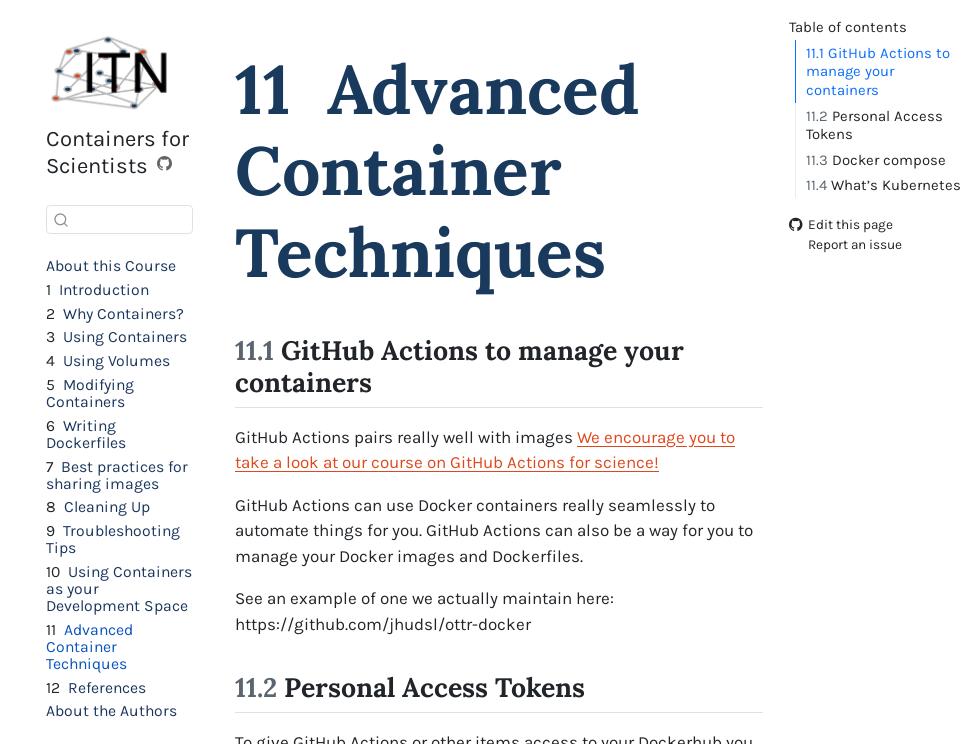 ITN
Containers for
Scientists
About this Course
1 Introduction
2 Why Containers?
3 Using Containers
4 Using Volumes
5 Modifying
Containers
6 Writing
Dockerfiles
7 Best practices for
sharing images
8 Cleaning Up
9 Troubleshooting
Tips
10 Using Containers
as your
Development Space
11 Advanced
Container
Techniques
12 References
About the Authors
11 Advanced
Container
Techniques
11.1 GitHub Actions to manage your
containers
GitHub Actions pairs really well with images We encourage you to
take a look at our course on GitHub Actions for science!
GitHub Actions can use Docker containers really seamlessly to
automate things for you. GitHub Actions can also be a way for you to
manage your Docker images and Dockerfiles.
See an example of one we actually maintain here:
https://github.com/jhudsl/ottr-docker
11.2 Personal Access Tokens
To give GitHub Actions or other items access to your Dockerhub you
Table of contents
11.1 GitHub Actions to
manage your
containers
11.2 Personal Access
Tokens
11.3 Docker compose
11.4 What’s Kubernetes
Edit this page
Report an issue